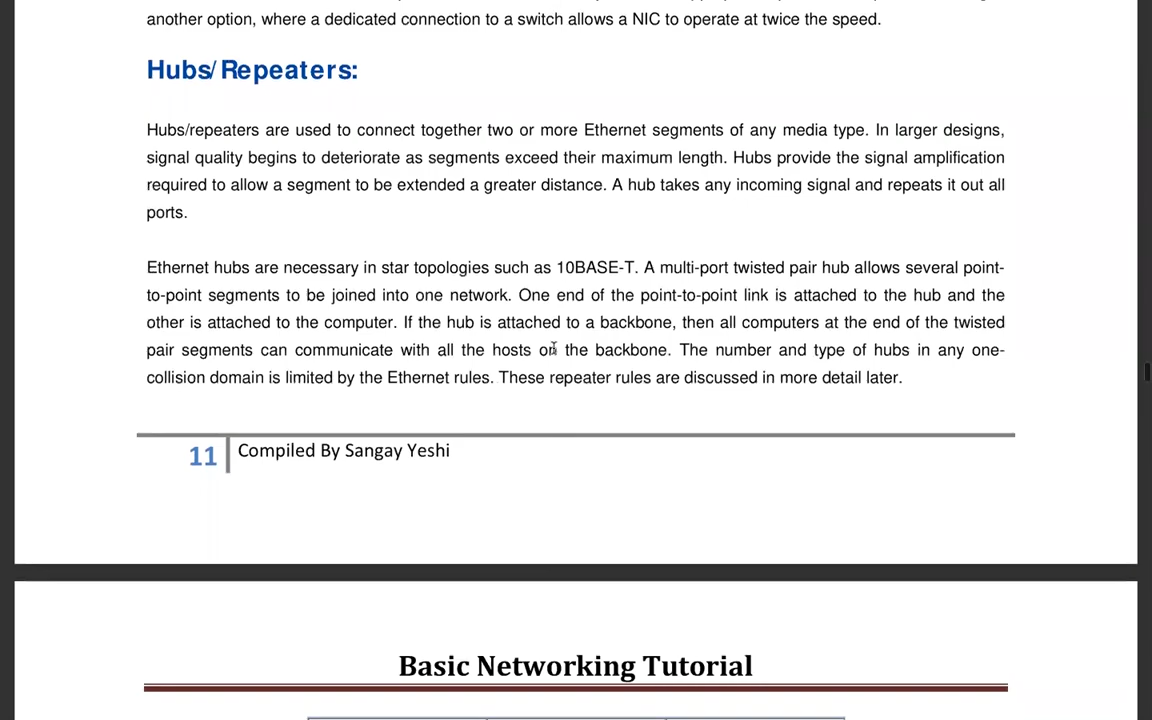 another option, where a dedicated connection to a switch allows a NIC to operate at twice the speed.
Hubs/Repeaters:
Hubs/repeaters are used to connect together two or more Ethernet segments of any media type. In larger designs,
signal quality begins to deteriorate as segments exceed their maximum length. Hubs provide the signal amplification
required to allow a segment to be extended a greater distance. A hub takes any incoming signal and repeats it out all
ports.
Ethernet hubs are necessary in star topologies such as 10BASE-T. A multi-port twisted pair hub allows several point-
to-point segments to be joined into one network. One end of the point-to-point link is attached to the hub and the
other is attached to the computer. If the hub is attached to a backbone, then all computers at the end of the twisted
pair segments can communicate with all the hosts on the backbone. The number and type of hubs in any one-
collision domain is limited by the Ethernet rules. These repeater rules are discussed in more detail later.
11 Compiled By Sangay Yeshi
Basic Networking Tutorial